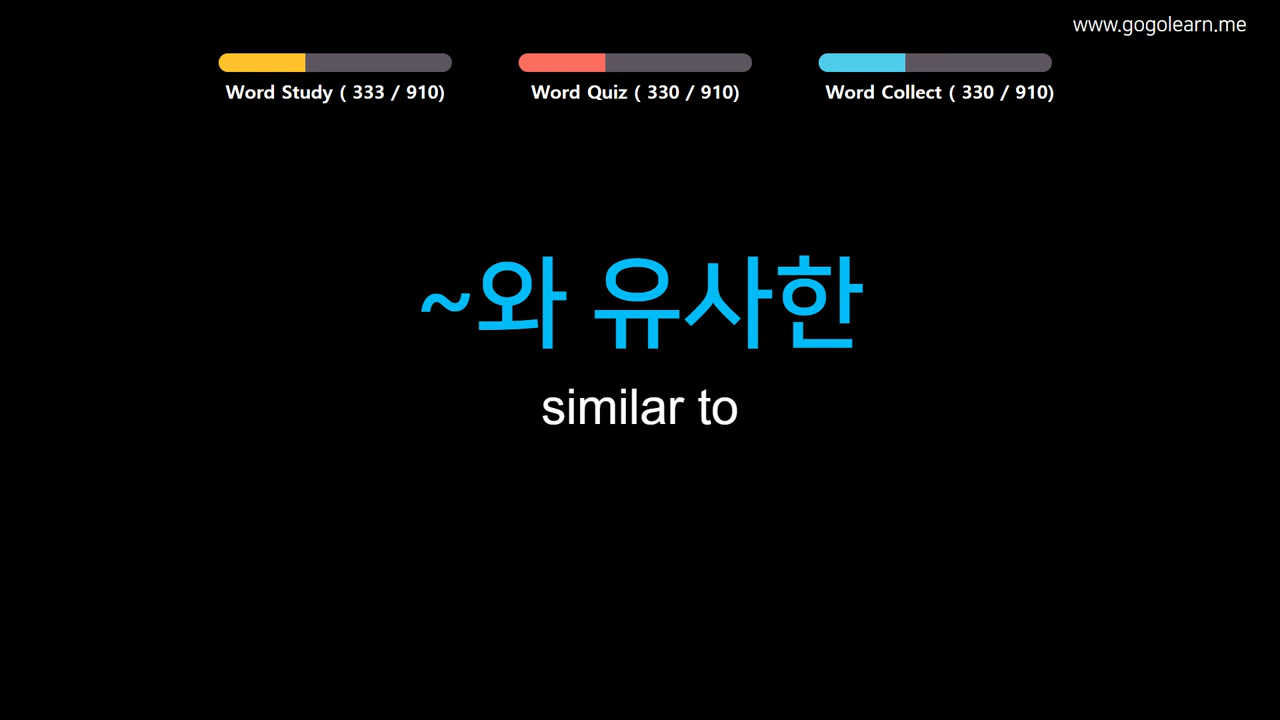 www.gogolearn.me
Word Study ( 333 / 910)
Word Quiz ( 330 / 910)
Word Collect ( 330 / 910)
~와 유사한
similar to